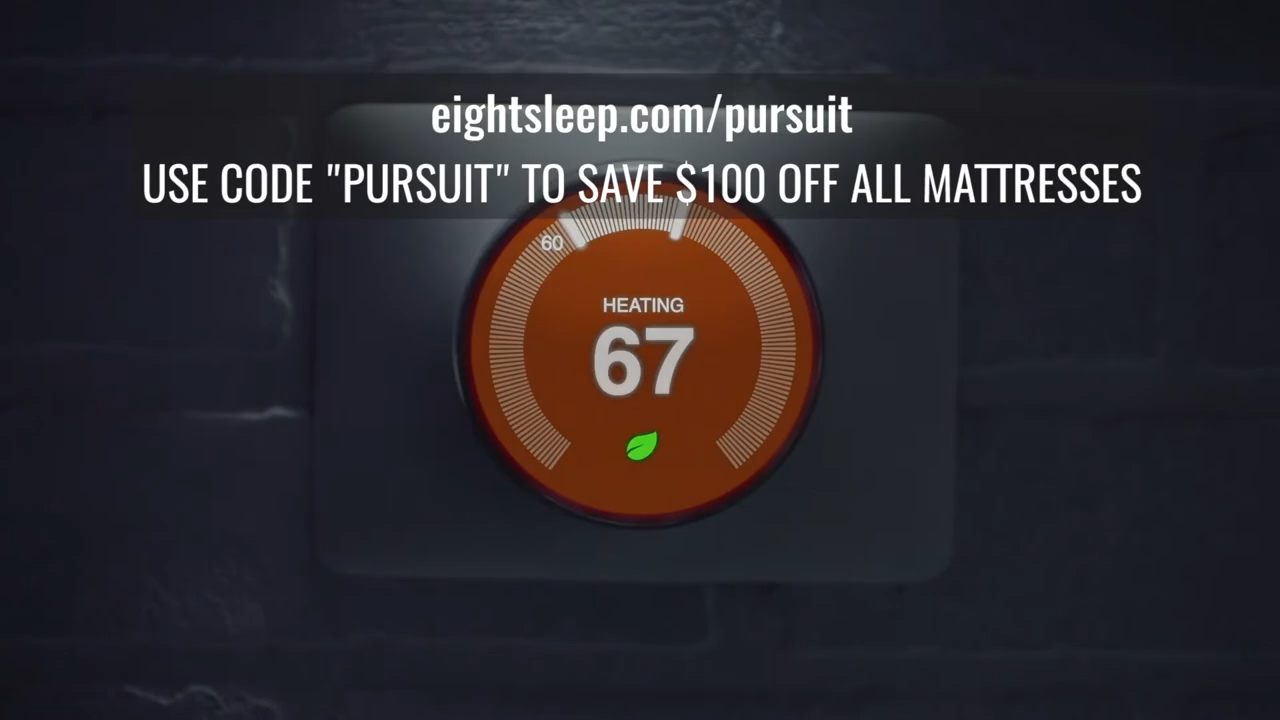 eightsleep.com/pursuit
USE CODE "PURSUIT" TO SAVE $100 OFF ALL MATTRESSES
60
HEATING
67